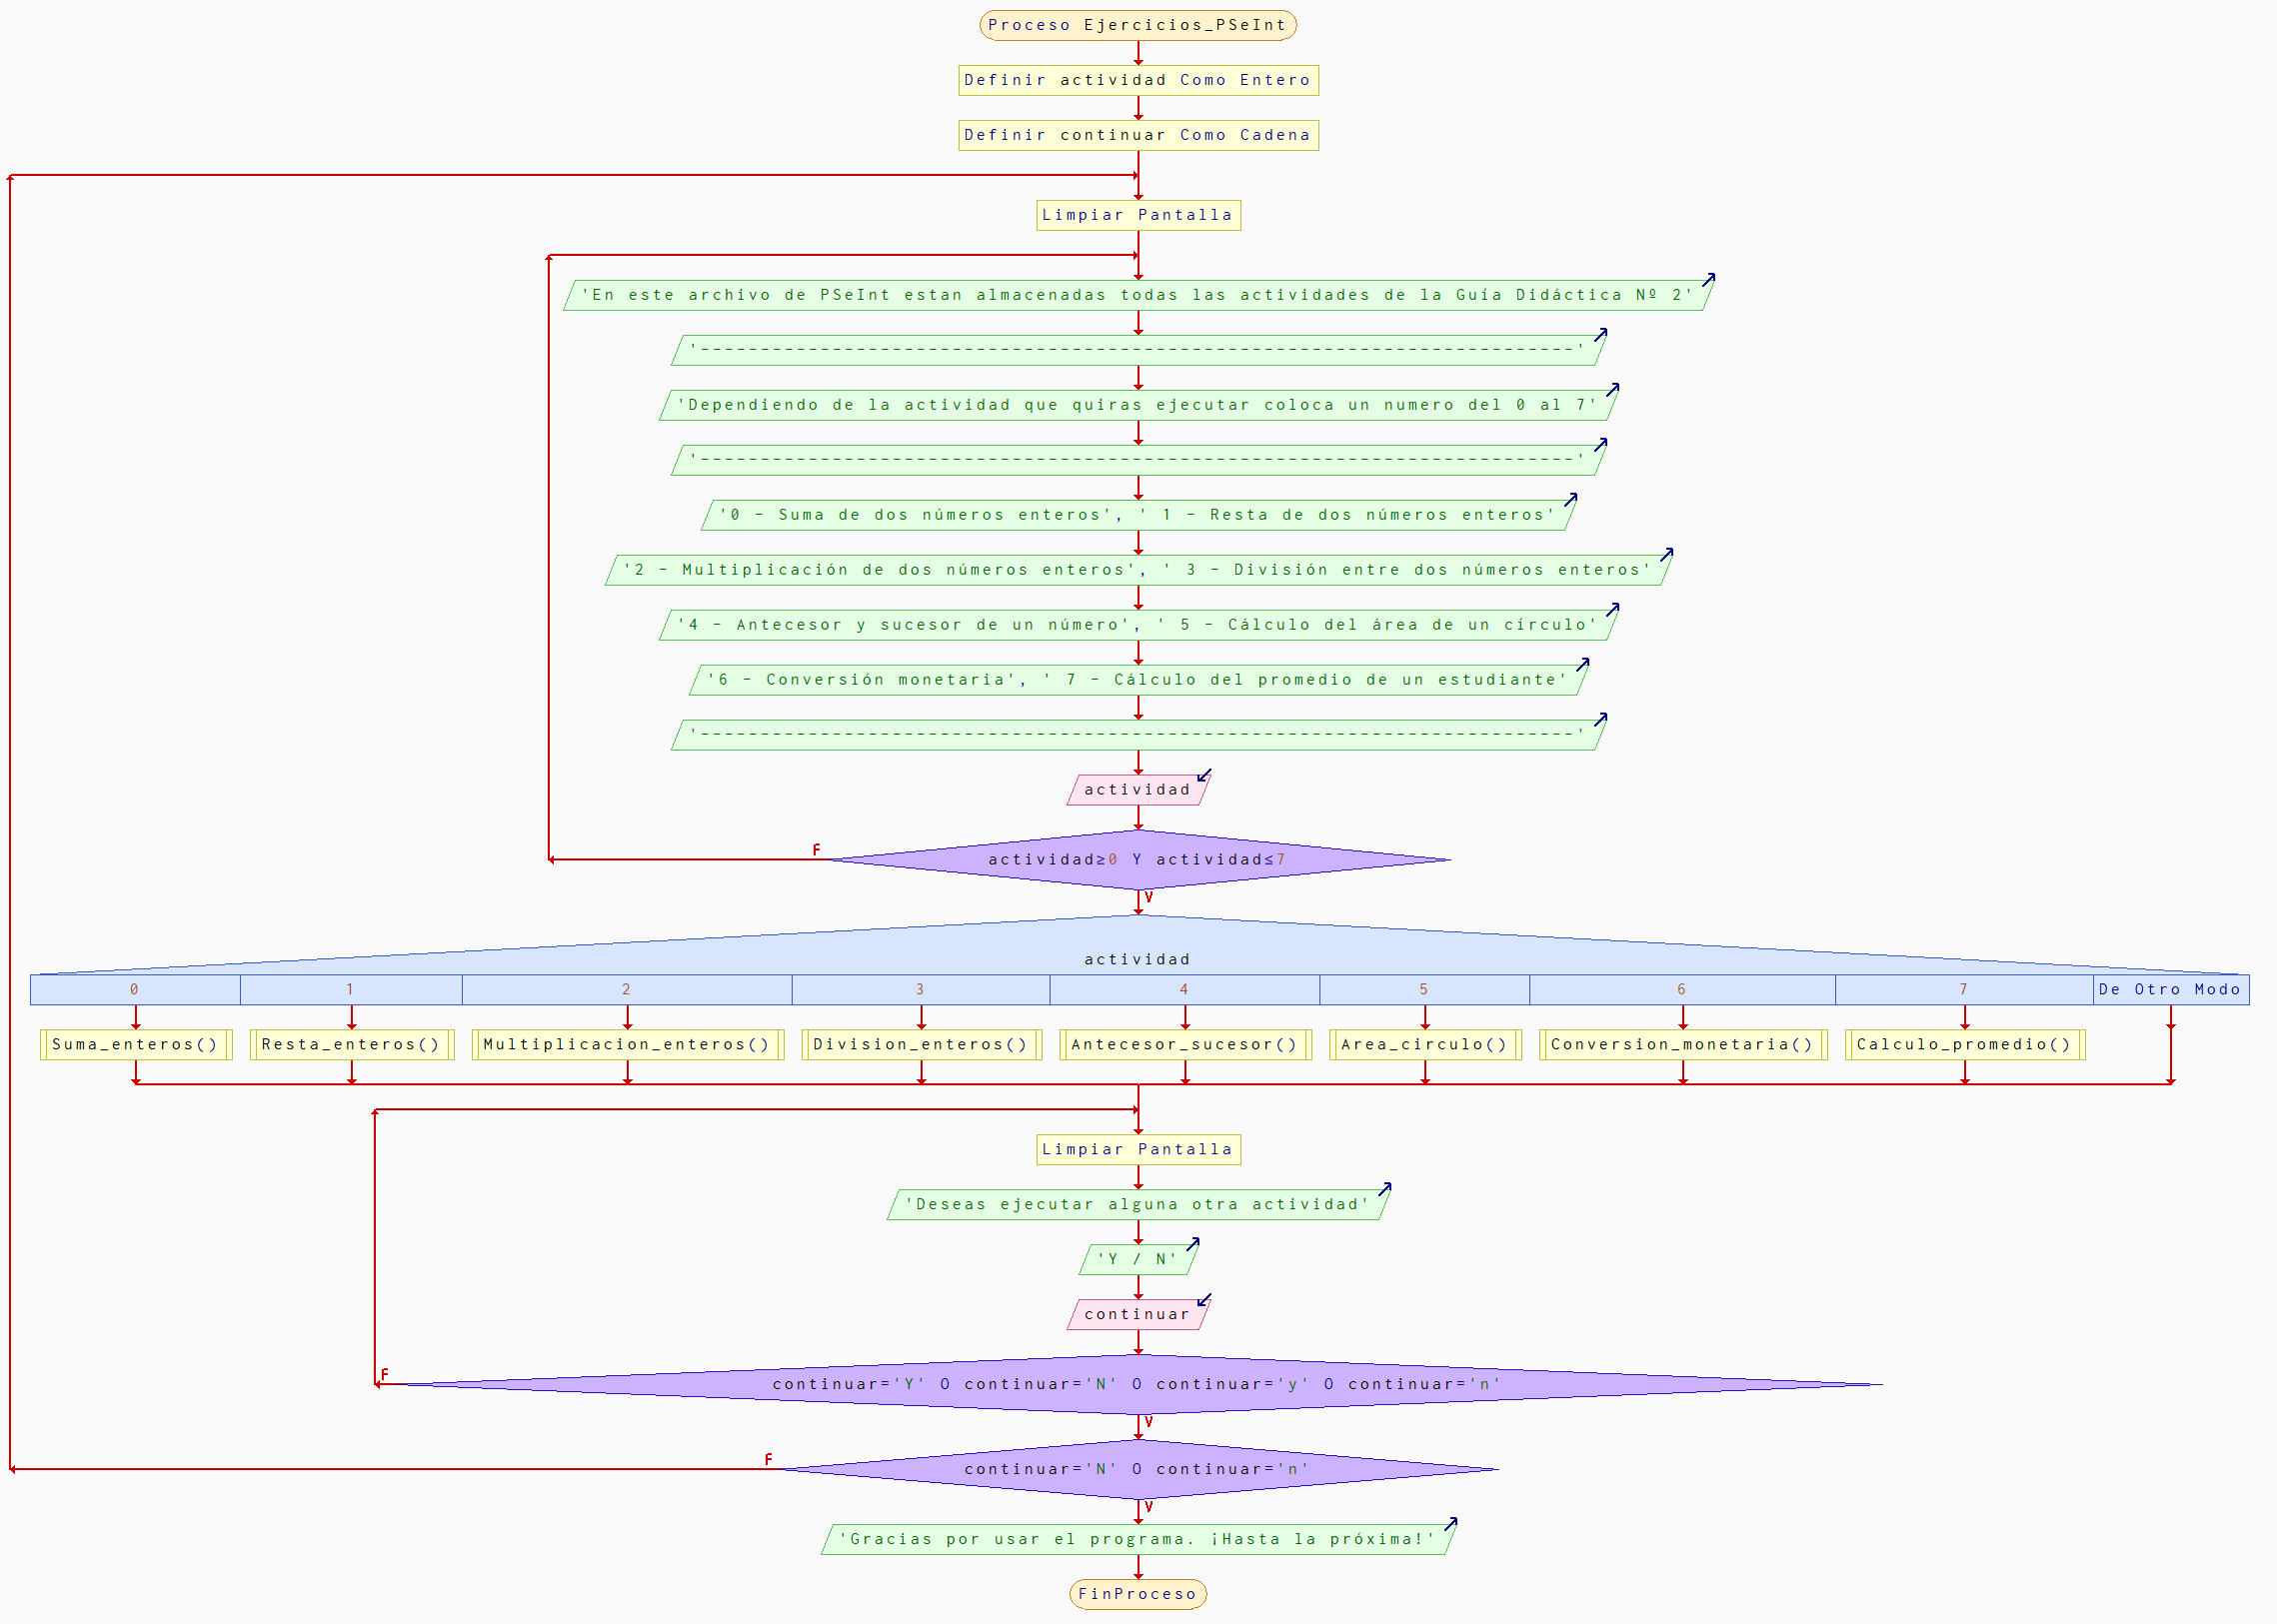 Proceso Ejercicios_PSeInt
Definir actividad Como Entero
Definir continuar Como Cadena
Limpiar Pantalla
'En este archivo de PSeInt estan almacenadas todas las actividades de la Guía Didáctica Nº 2'
'-------------------------------------------------------------------------'
'Dependiendo de la actividad que quiras ejecutar coloca un numero del 0 al 7'
'-------------------------------------------------------------------------'
'0 - Suma de dos números enteros', ' 1 - Resta de dos números enteros'
'2 - Multiplicación de dos números enteros', ' 3 - División entre dos números enteros'
'4 - Antecesor y sucesor de un número', ' 5 - Cálculo del área de un círculo'
'6 - Conversión monetaria', ' 7 - Cálculo del promedio de un estudiante'
'-------------------------------------------------------------------------'
actividad
F
actividad≥0 Y actividad≤7
V
actividad
0 1 2 3 4 5 6 7 De Otro Modo
Suma_enteros() Resta_enteros() Multiplicacion_enteros() Division_enteros() Antecesor_sucesor() Area_circulo() Conversion_monetaria() Calculo_promedio()
Limpiar Pantalla
'Deseas ejecutar alguna otra actividad'
'Y / N'
continuar
F
continuar='Y' O continuar='N' O continuar='y' O continuar='n'
V
F
continuar='N' O continuar='n'
V
'Gracias por usar el programa. ¡Hasta la próxima!'
FinProceso